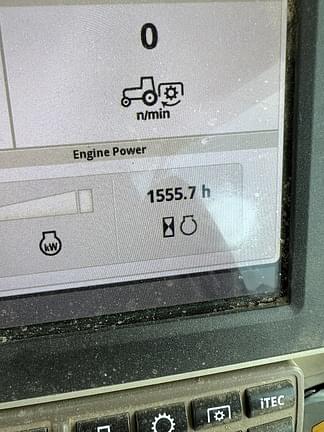 0
n/min
Engine Power
1555.7 h
kW
iTEC